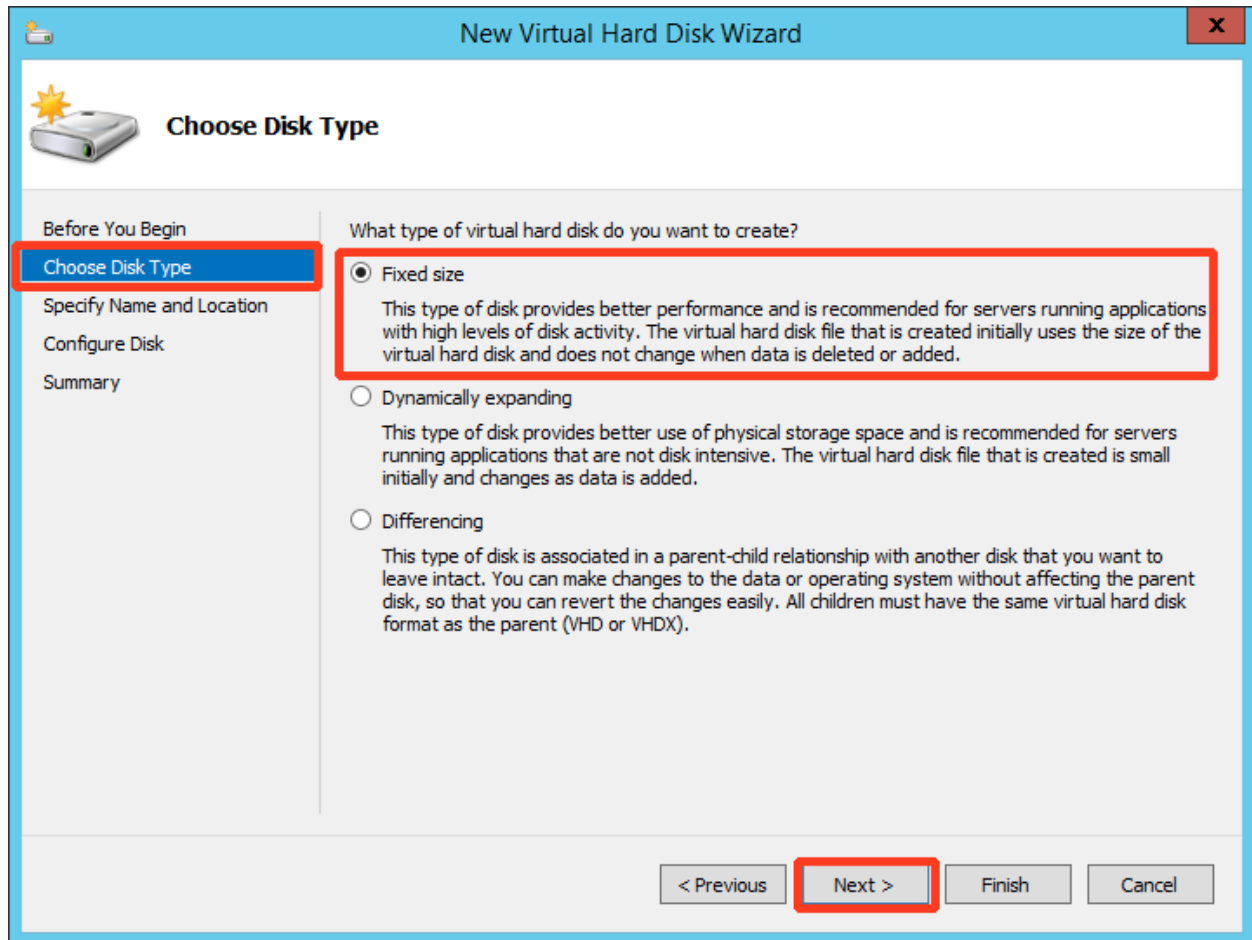 New Virtual Hard Disk Wizard
X
Choose Disk Type
Before You Begin
Choose Disk Type
Specify Name and Location
Configure Disk
Summary
What type of virtual hard disk do you want to create?
Fixed size
This type of disk provides better performance and is recommended for servers running applications
with high levels of disk activity. The virtual hard disk file that is created initially uses the size of the
virtual hard disk and does not change when data is deleted or added.
Dynamically expanding
This type of disk provides better use of physical storage space and is recommended for servers
running applications that are not disk intensive. The virtual hard disk file that is created is small
initially and changes as data is added.
Differencing
This type of disk is associated in a parent-child relationship with another disk that you want to
leave intact. You can make changes to the data or operating system without affecting the parent
disk, so that you can revert the changes easily. All children must have the same virtual hard disk
format as the parent (VHD or VHDX).
< Previous
Next >
Finish
Cancel